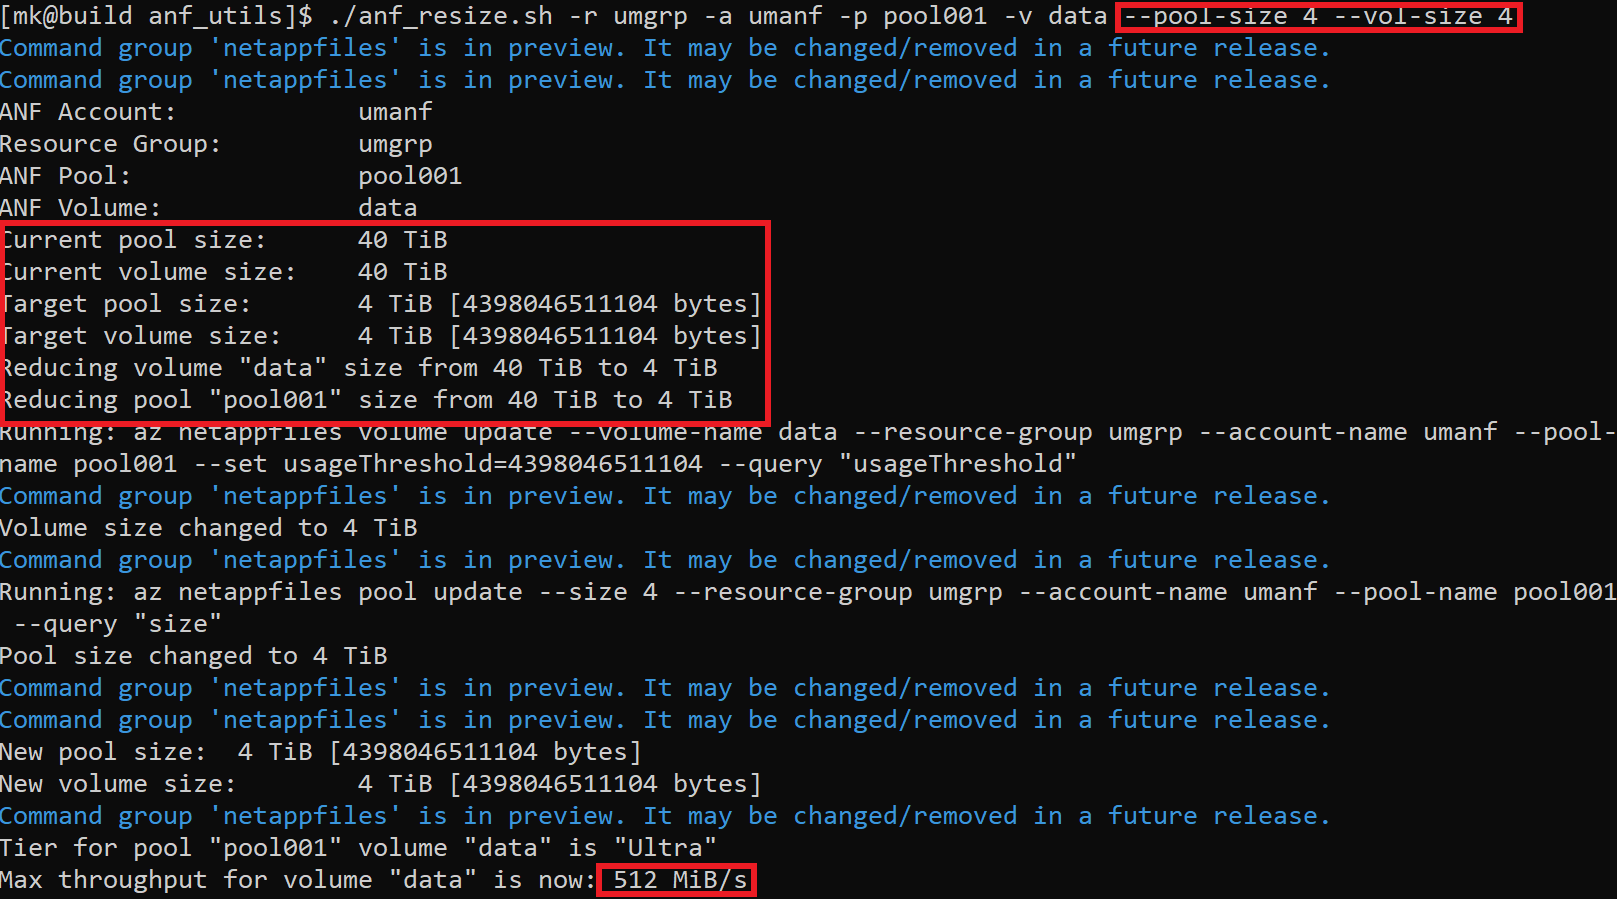 [mk@build anf_utils]$ ./anf_resize.sh -r umgrp -a umanf -p pool001 -v data --pool-size 4 --vol-size 4
Command group 'netappfiles' is in preview. It may be changed/removed in a future release.
Command group 'netappfiles' is in preview. It may be changed/removed in a future release.
ANF Account: umanf
Resource Group: umgrp
ANF Pool: pool001
ANF Volume: data
Current pool size: 40 TiB
Current volume size: 40 TiB
Target pool size: 4 TiB [4398046511104 bytes]
Target volume size: 4 TiB [4398046511104 bytes]
Reducing volume "data" size from 40 TiB to 4 TiB
Reducing pool "pool001" size from 40 TiB to 4 TiB
Running: az netappfiles volume update --volume-name data --resource-group umgrp --account-name umanf --pool-
name pool001 --set usageThreshold=4398046511104 --query "usageThreshold"
Command group 'netappfiles' is in preview. It may be changed/removed in a future release.
Volume size changed to 4 TiB
Command group 'netappfiles' is in preview. It may be changed/removed in a future release.
Running: az netappfiles pool update --size 4 --resource-group umgrp --account-name umanf --pool-name pool001
--query "size"
Pool size changed to 4 TiB
Command group 'netappfiles' is in preview. It may be changed/removed in a future release.
Command group 'netappfiles' is in preview. It may be changed/removed in a future release.
New pool size: 4 TiB [4398046511104 bytes]
New volume size: 4 TiB [4398046511104 bytes]
Command group 'netappfiles' is in preview. It may be changed/removed in a future release.
Tier for pool "pool001" volume "data" is "Ultra"
Max throughput for volume "data" is now: 512 MiB/s